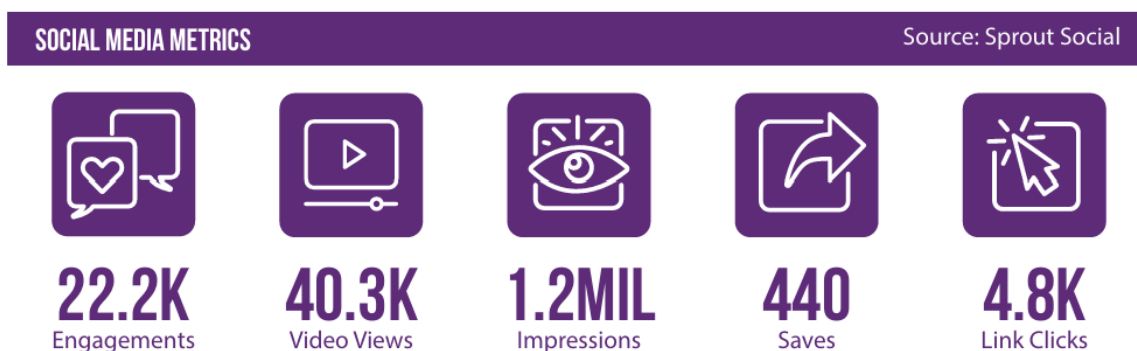 SOCIAL MEDIA METRICS
Source: Sprout Social
22.2K
40.3K
1.2MIL
440
4.8K
Engagements
Video Views
Impressions
Saves
Link Clicks